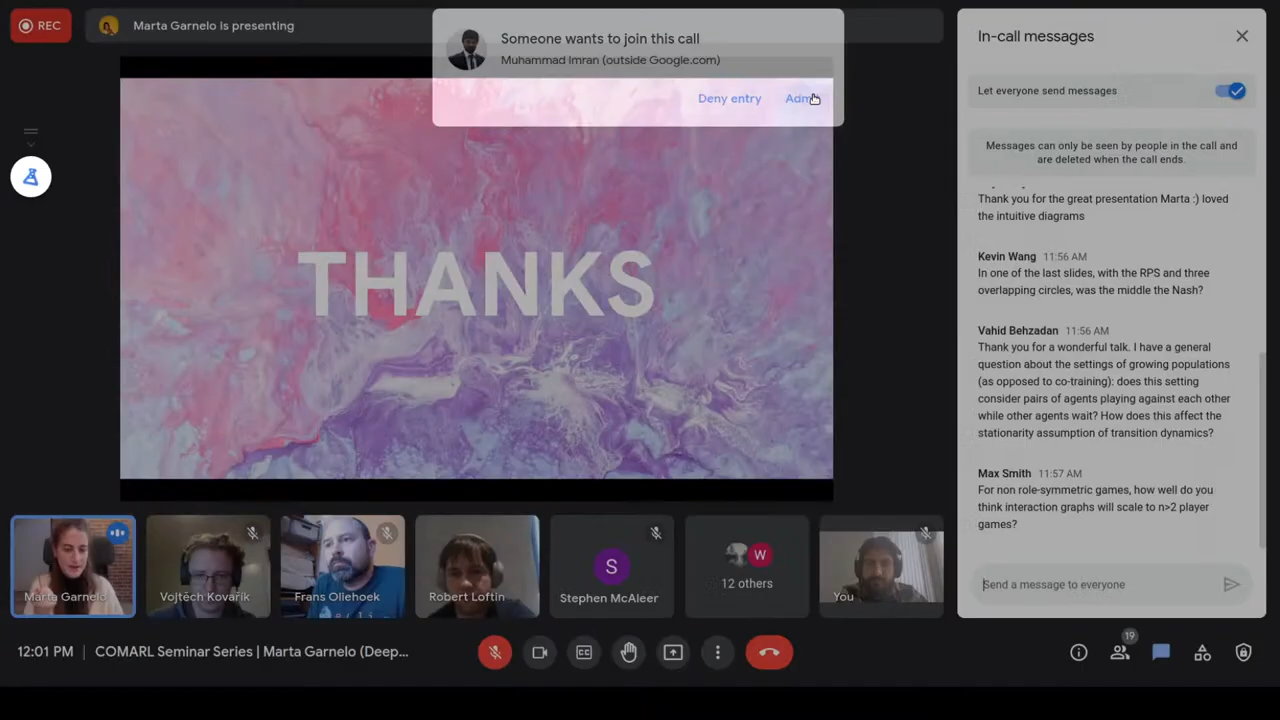 REC
Marta Garnelo is presenting
Someone wants to join this call
Muhammad Imran (outside Google.com)
Deny entry
THANKS
In-call messages
Let everyone send messages
Messages can only be seen by people in the call and
are deleted when the call ends.
Thank you for the great presentation Marta :) loved
the intuitive diagrams
Kevin Wang 11:56 AM
In one of the last slides, with the RPS and three
overlapping circles, was the middle the Nash?
Vahid Behzadan 11:56 AM
Thank you for a wonderful talk. I have a general
question about the settings of growing populations
(as opposed to co-training): does this setting
consider pairs of agents playing against each other
while other agents wait? How does this affect the
stationarity assumption of transition dynamics?
Max Smith 11:57 AM
For non role-symmetric games, how well do you
think interaction graphs will scale to n>2 player
games?
Send a message to everyone
Marta Garnelo
Vojtěch Kovařík
Frans Oliehoek
Robert Loftin
S
Stephen McAleer
W
12 others
You
12:01 PM | COMARL Seminar Series | Marta Garnelo (Deep...
19